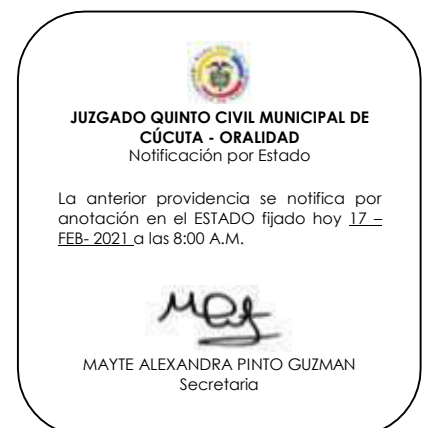 JUZGADO QUINTO CIVIL MUNICIPAL DE
CÚCUTA - ORALIDAD
Notificación por Estado
La anterior providencia se notifica por
anotación en el ESTADO fijado hoy 17 –
FEB- 2021 a las 8:00 A.M.
MAYTE ALEXANDRA PINTO GUZMAN
Secretaria